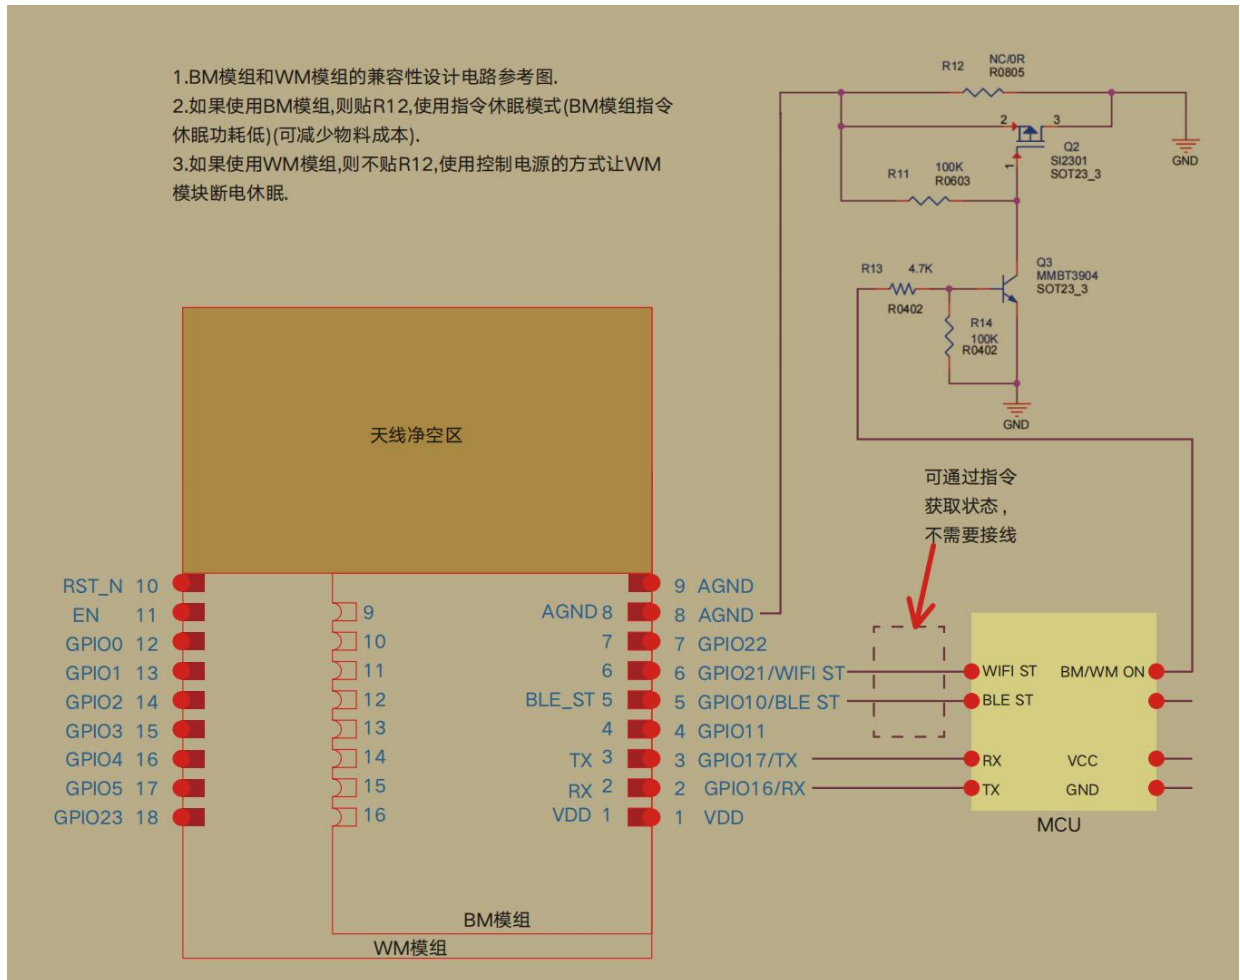 1.BM模组和WM模组的兼容性设计电路参考图.
2.如果使用BM模组,则贴R12,使用指令休眠模式(BM模组指令
休眠功耗低)(可减少物料成本).
3.如果使用WM模组,则不贴R12,使用控制电源的方式让WM
模块断电休眠.
R12
NC/0R
R0805
2
3
Q2
SI2301
SOT23_3
1
GND
R11
100K
R0603
Q3
MMBT3904
SOT23_3
R13
4.7K
R0402
R14
100K
R0402
GND
天线净空区
可通过指令
获取状态,
不需要接线
RST_N 10
EN 11
GPIO0 12
GPIO1 13
GPIO2 14
GPIO3 15
GPIO4 16
GPIO5 17
GPIO23 18
9
10
11
12
13
14
15
16
AGND 8
7
6
BLE_ST 5
4
TX 3
RX 2
VDD 1
9 AGND
8 AGND
7 GPIO22
6 GPIO21/WIFI ST
5 GPIO10/BLE ST
4 GPIO11
3 GPIO17/TX
2 GPIO16/RX
1 VDD
WIFI ST
BM/WM ON
BLE ST
RX
VCC
TX
GND
MCU
BM模组
WM模组